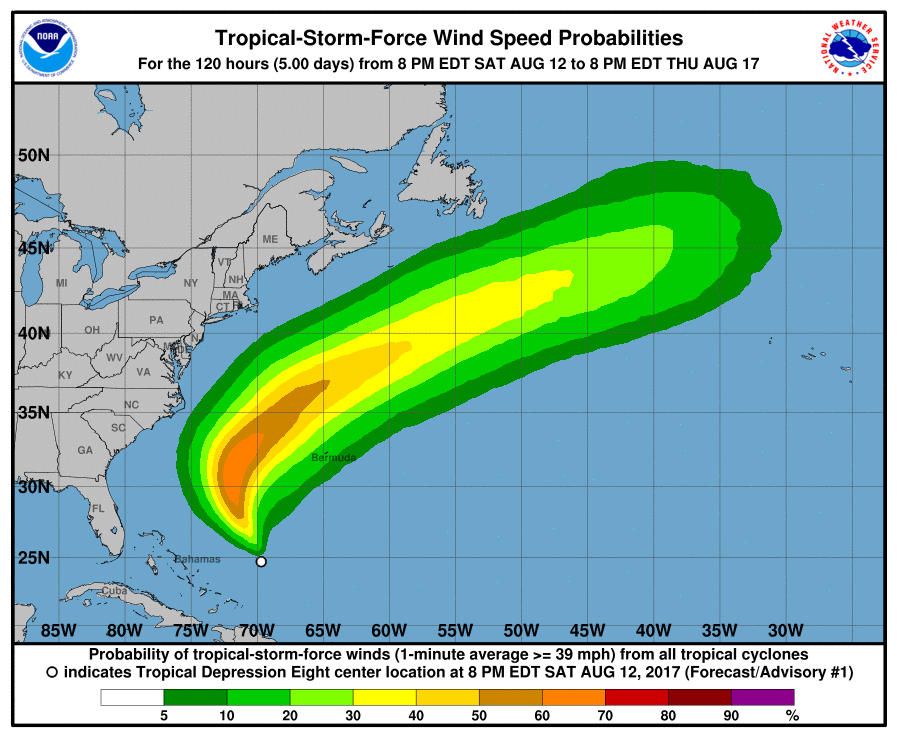 NOAA
Tropical-Storm-Force Wind Speed Probabilities
For the 120 hours (5.00 days) from 8 PM EDT SAT AUG 12 to 8 PM EDT THU AUG 17
NATIONAL WEATHER SERVICE
50N
45N
ME
VT
MI
NY
NH
MA
CT
PA
40N
OH
WV
KY
VA
35N
NC
SC
GA
Bermuda
30N
FL
25N
Bahamas
Cuba
85W 80W 75W 70W 65W 60W 55W 50W 45W 40W 35W 30W
Probability of tropical-storm-force winds (1-minute average >= 39 mph) from all tropical cyclones
indicates Tropical Depression Eight center location at 8 PM EDT SAT AUG 12, 2017 (Forecast/Advisory #1)
5 10 20 30 40 50 60 70 80 90 %